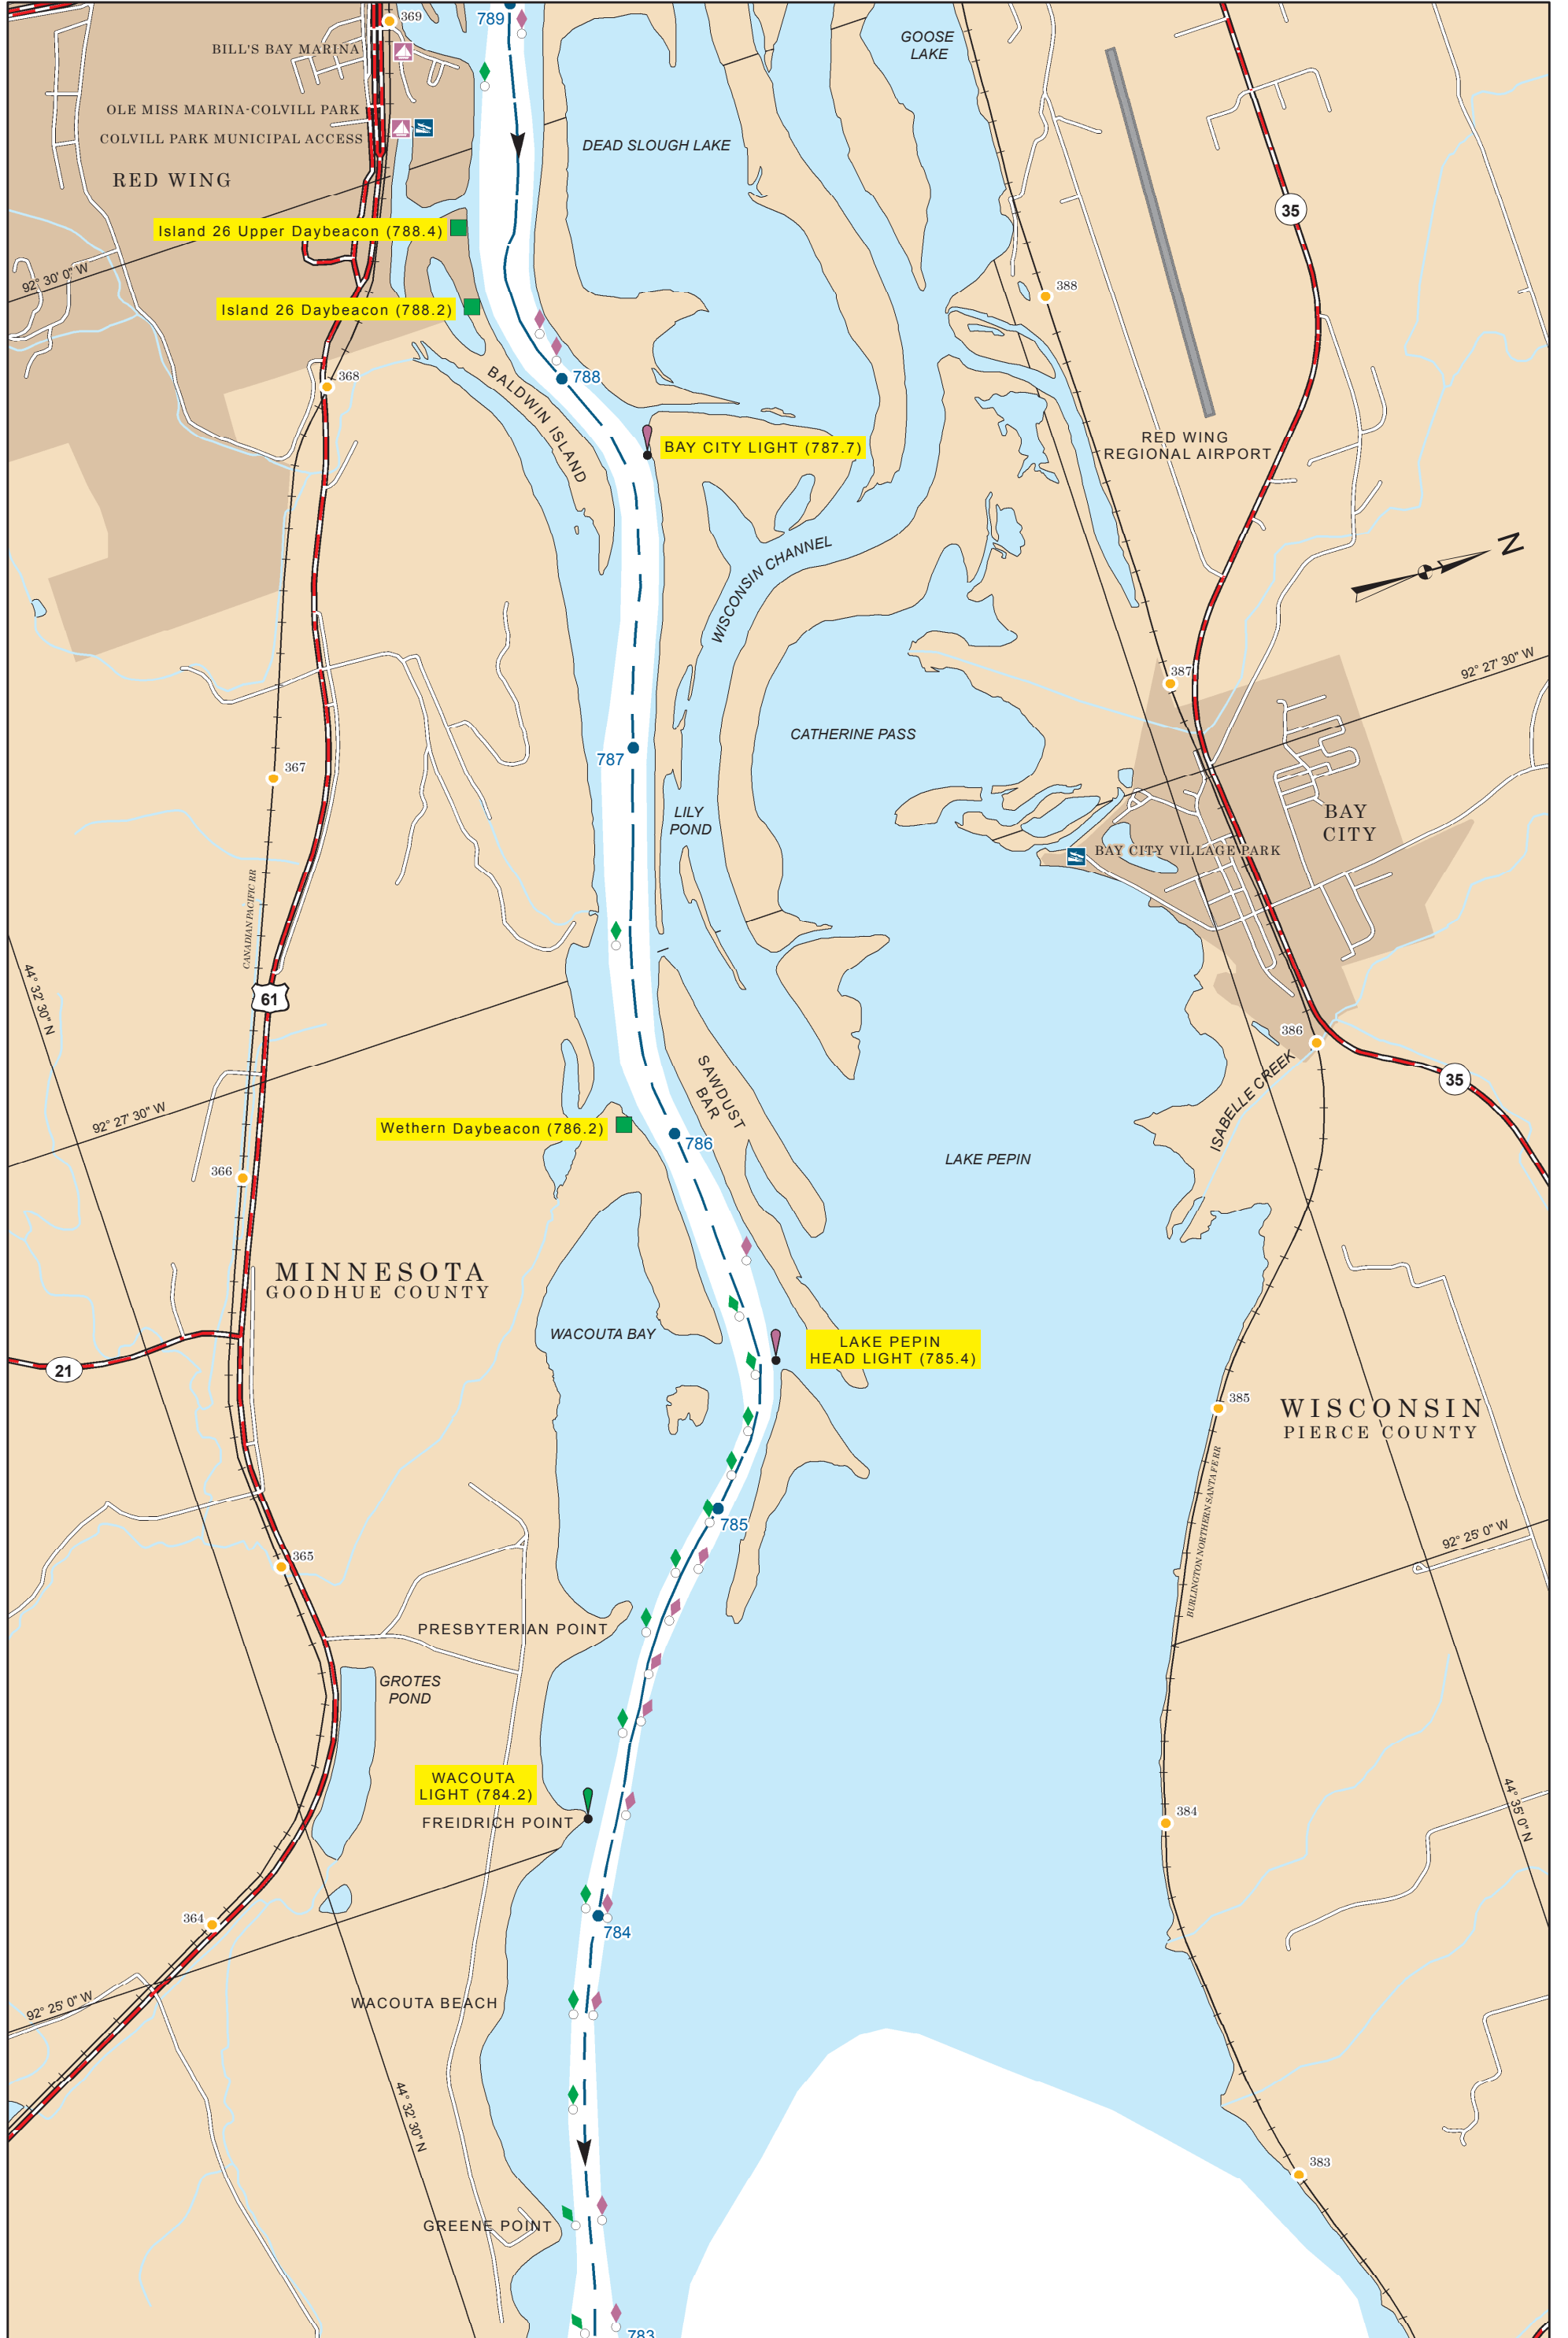 789
369
BILL'S BAY MARINA
GOOSE
LAKE
OLE MISS MARINA-COLVILL PARK
COLVILL PARK MUNICIPAL ACCESS
DEAD SLOUGH LAKE
RED WING
35
Island 26 Upper Daybeacon (788.4)
92° 30' 0" W
388
Island 26 Daybeacon (788.2)
368
788
BALDWIN ISLAND
BAY CITY LIGHT (787.7)
RED WING
REGIONAL AIRPORT
WISCONSIN CHANNEL
N
92° 27' 30" W
387
CATHERINE PASS
787
367
LILY
POND
BAY
CITY
BAY CITY VILLAGE PARK
CANADIAN PACIFIC RR
44° 32' 30" N
61
386
35
ISABELLE CREEK
SAWDUST
BAR
92° 27' 30" W
Wethern Daybeacon (786.2)
786
LAKE PEPIN
366
MINNESOTA
GOODHUE COUNTY
WACOUTA BAY
LAKE PEPIN
HEAD LIGHT (785.4)
21
385
WISCONSIN
PIERCE COUNTY
BURLINGTON NORTHERN SANTA FE RR
785
92° 25' 0" W
365
PRESBYTERIAN POINT
GROTES
POND
WACOUTA
LIGHT (784.2)
FREIDRICH POINT
384
44° 35' 0" N
364
784
92° 25' 0" W
WACOUTA BEACH
44° 32' 30" N
383
GREENE POINT
783